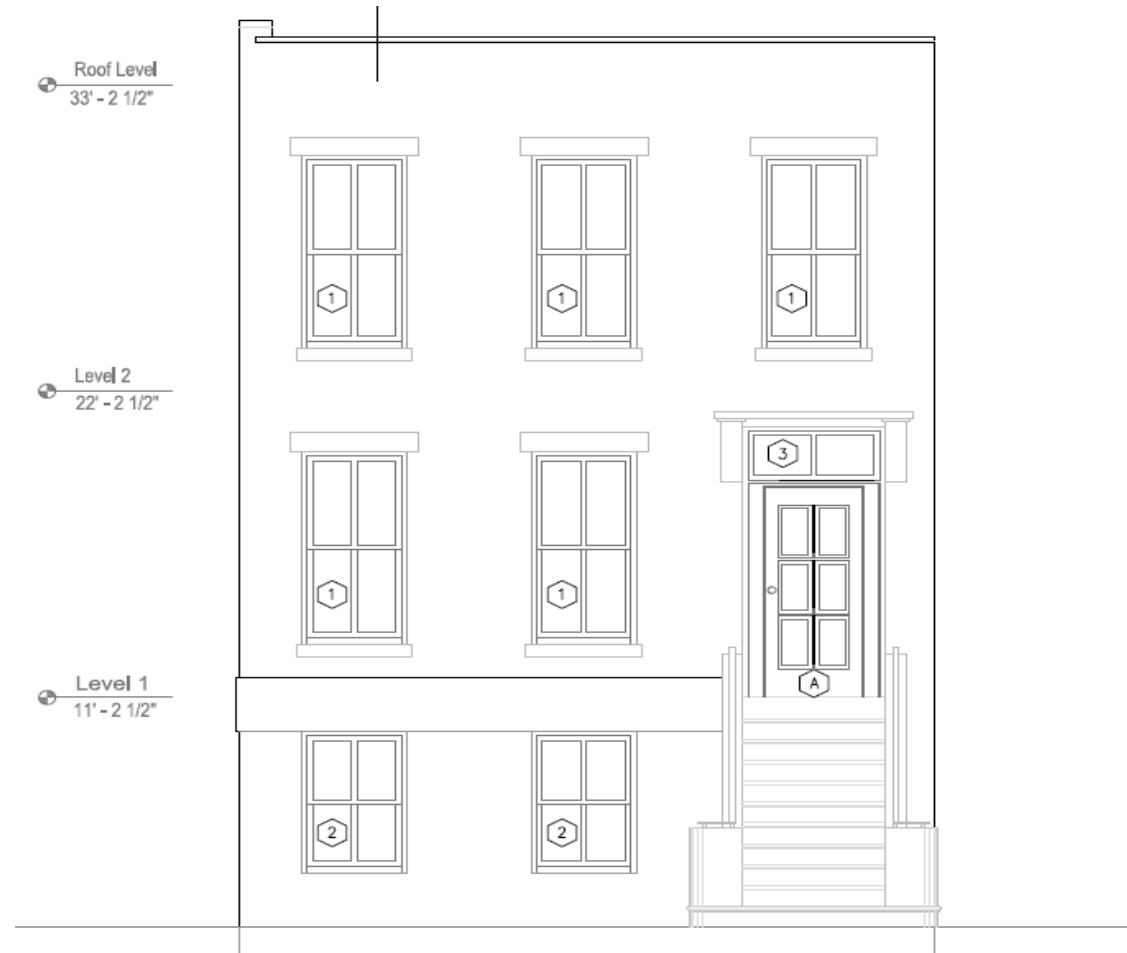 Roof Level
33' - 2 1/2"
1 1 1
Level 2
22' - 2 1/2"
3
1 1
A
Level 1
11' - 2 1/2"
2 2